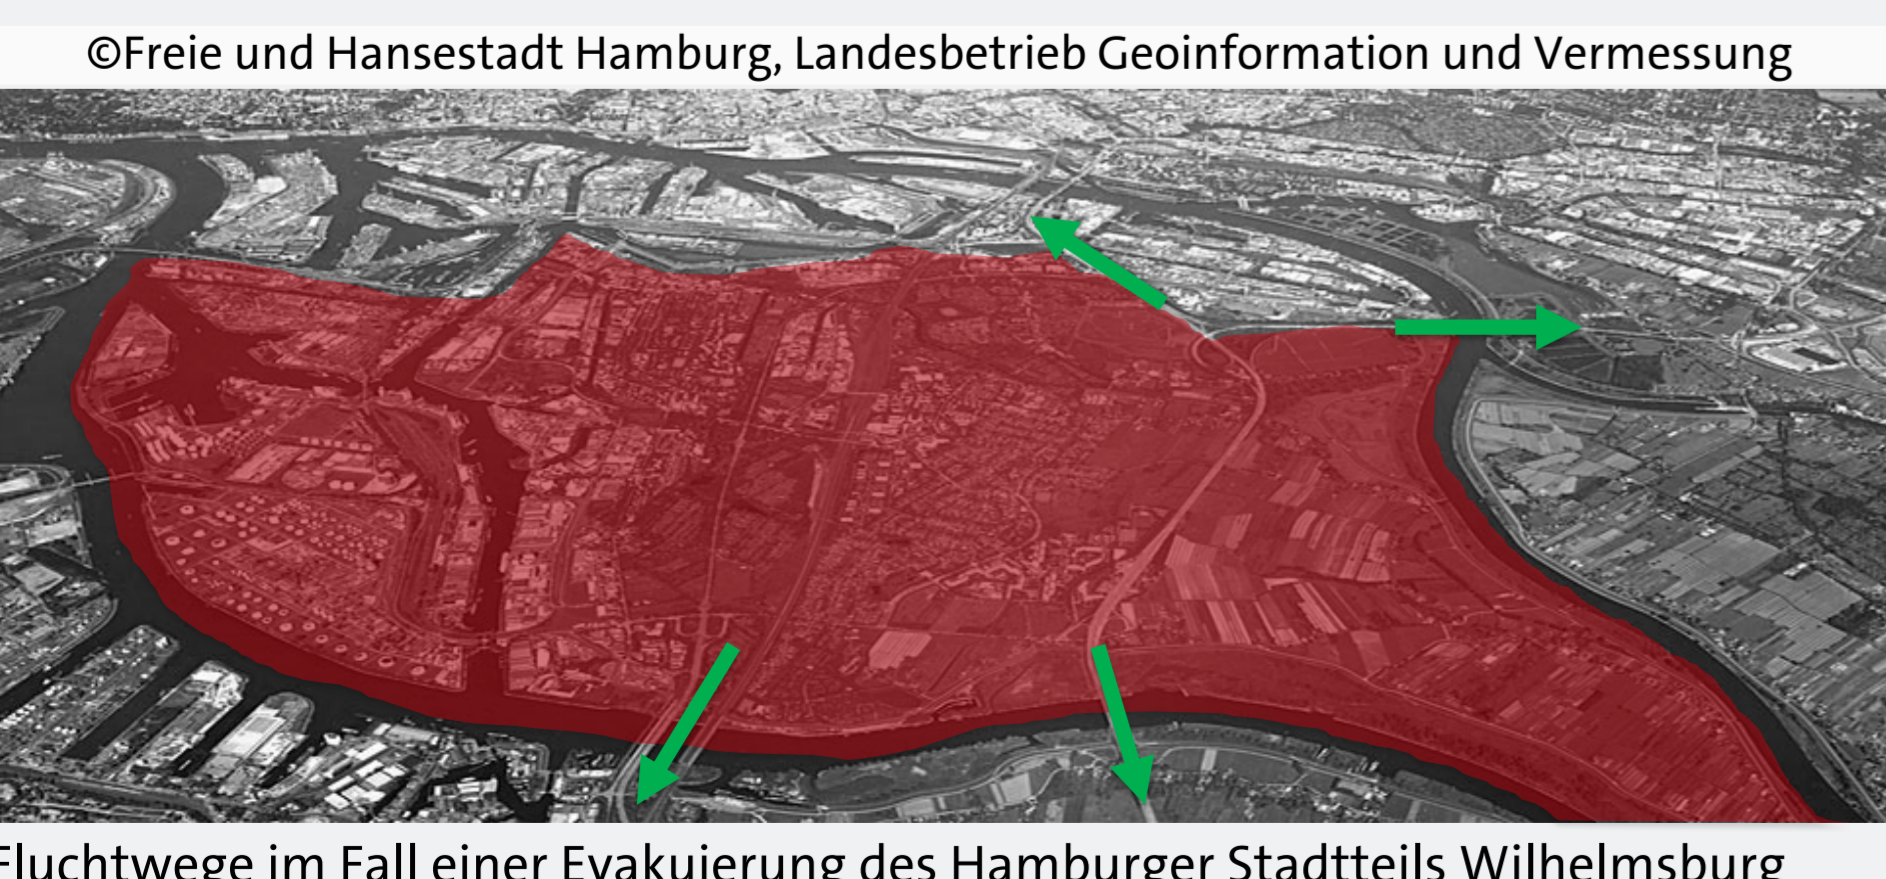 ©Freie und Hansestadt Hamburg, Landesbetrieb Geoinformation und Vermessung
Fluchtwege im Fall einer Evakuierung des Hamburger Stadtteils Wilhelmsburg